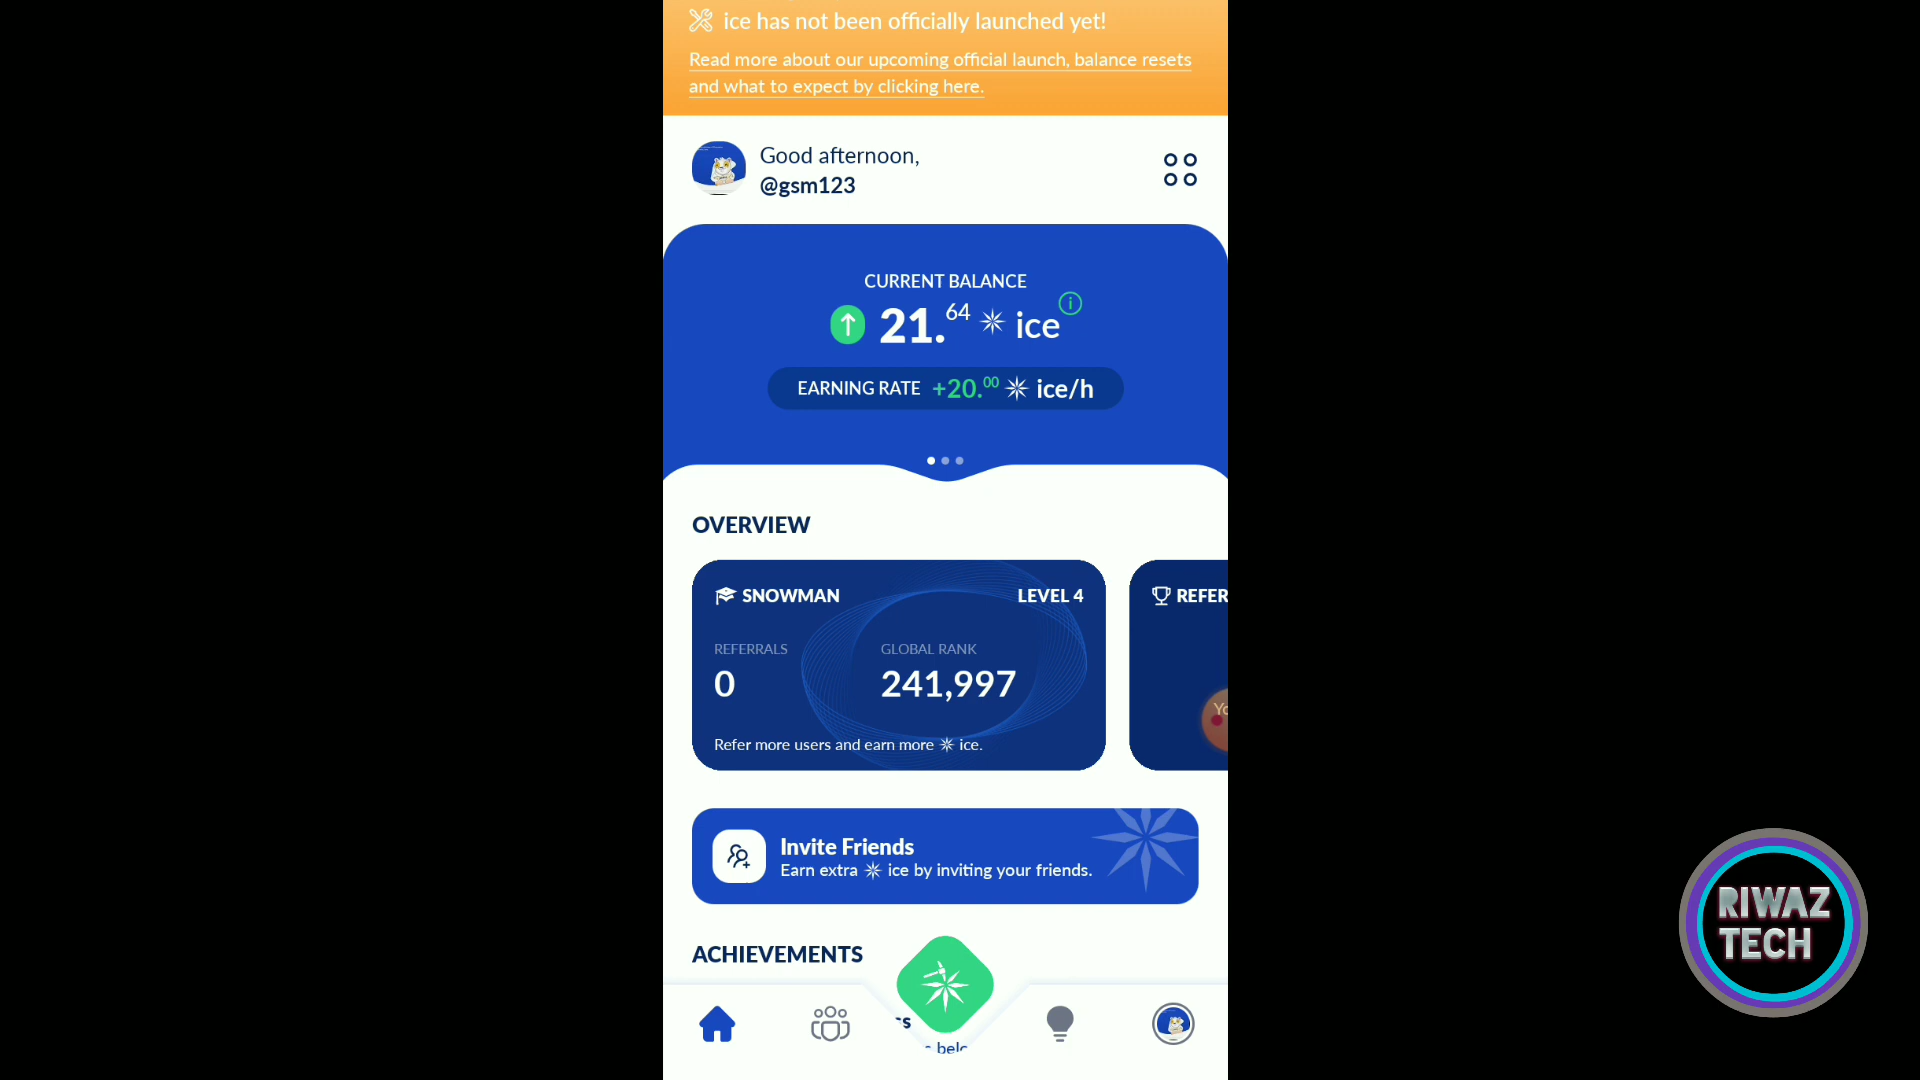 ice has not been officially launched yet!
Read more about our upcoming official launch, balance resets
and what to expect by clicking here.
Good afternoon,
@gsm123
CURRENT BALANCE
21.64 ice
EARNING RATE +20.00 ice/h
OVERVIEW
SNOWMAN LEVEL 4
REFERRALS GLOBAL RANK
0 241,997
Refer more users and earn more ice.
REFER
Yo
Invite Friends
Earn extra ice by inviting your friends.
ACHIEVEMENTS
RIWAZ
TECH